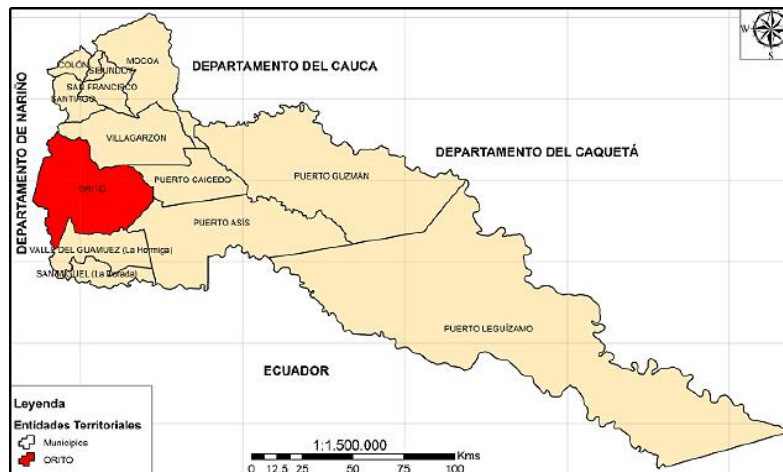 W
S
DEPARTAMENTO DEL CAUCA
MOCOA
COLÓN
SIBUNDOY
SAN FRANCISCO
SANTIAGO
DEPARTAMENTO DE NARIÑO
VILLAGARZÓN
DEPARTAMENTO DEL CAQUETÁ
PUERTO GUZMÁN
PUERTO CAICEDO
ORITO
PUERTO ASÍS
VALLE DEL GUAMUEZ (La Hormiga)
SAN MIGUEL (La Dorada)
PUERTO LEGUÍZAMO
ECUADOR
Leyenda
Entidades Territoriales
Municipios
ORITO
1:1.500.000
Kms
0 12.5 25 50 75 100